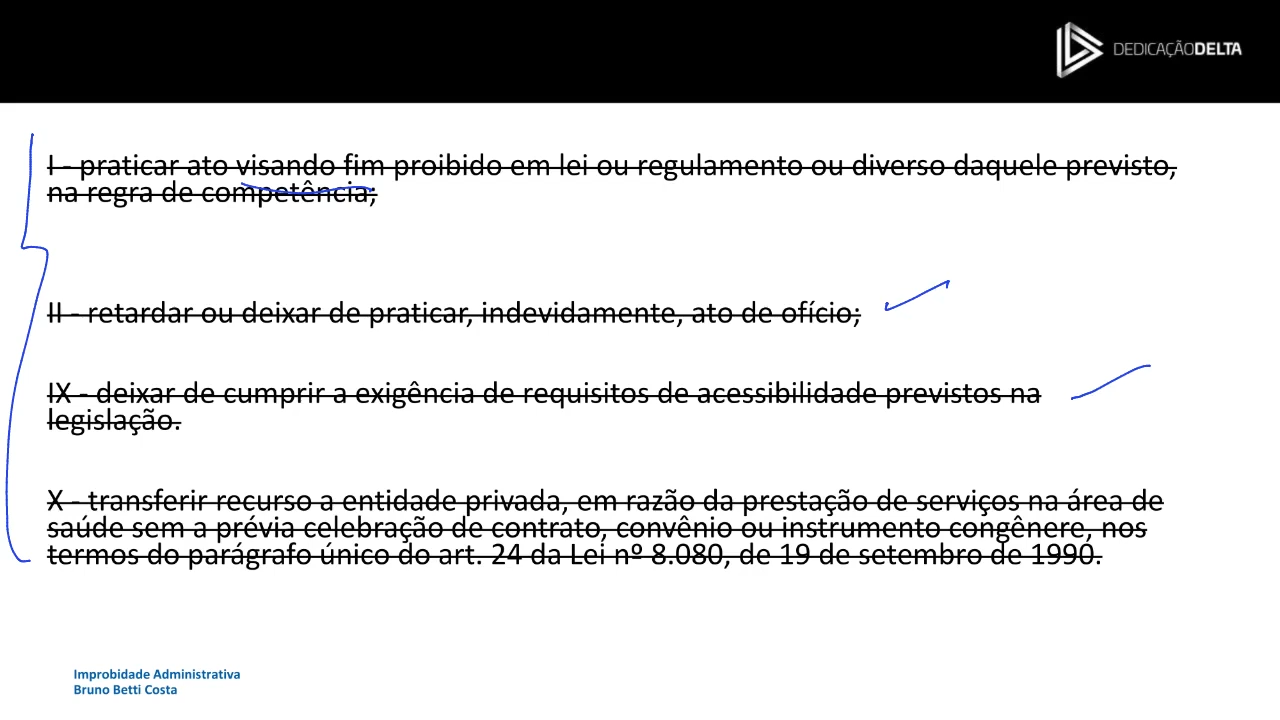 DEDICAÇÃODELTA
I - praticar ato visando fim proibido em lei ou regulamento ou diverso daquele previsto,
na regra de competência;
II - retardar ou deixar de praticar, indevidamente, ato de ofício;
IX - deixar de cumprir a exigência de requisitos de acessibilidade previstos na
legislação.
X - transferir recurso a entidade privada, em razão da prestação de serviços na área de
saúde sem a prévia celebração de contrato, convênio ou instrumento congênere, nos
termos do parágrafo único do art. 24 da Lei nº 8.080, de 19 de setembro de 1990.
Improbidade Administrativa
Bruno Betti Costa